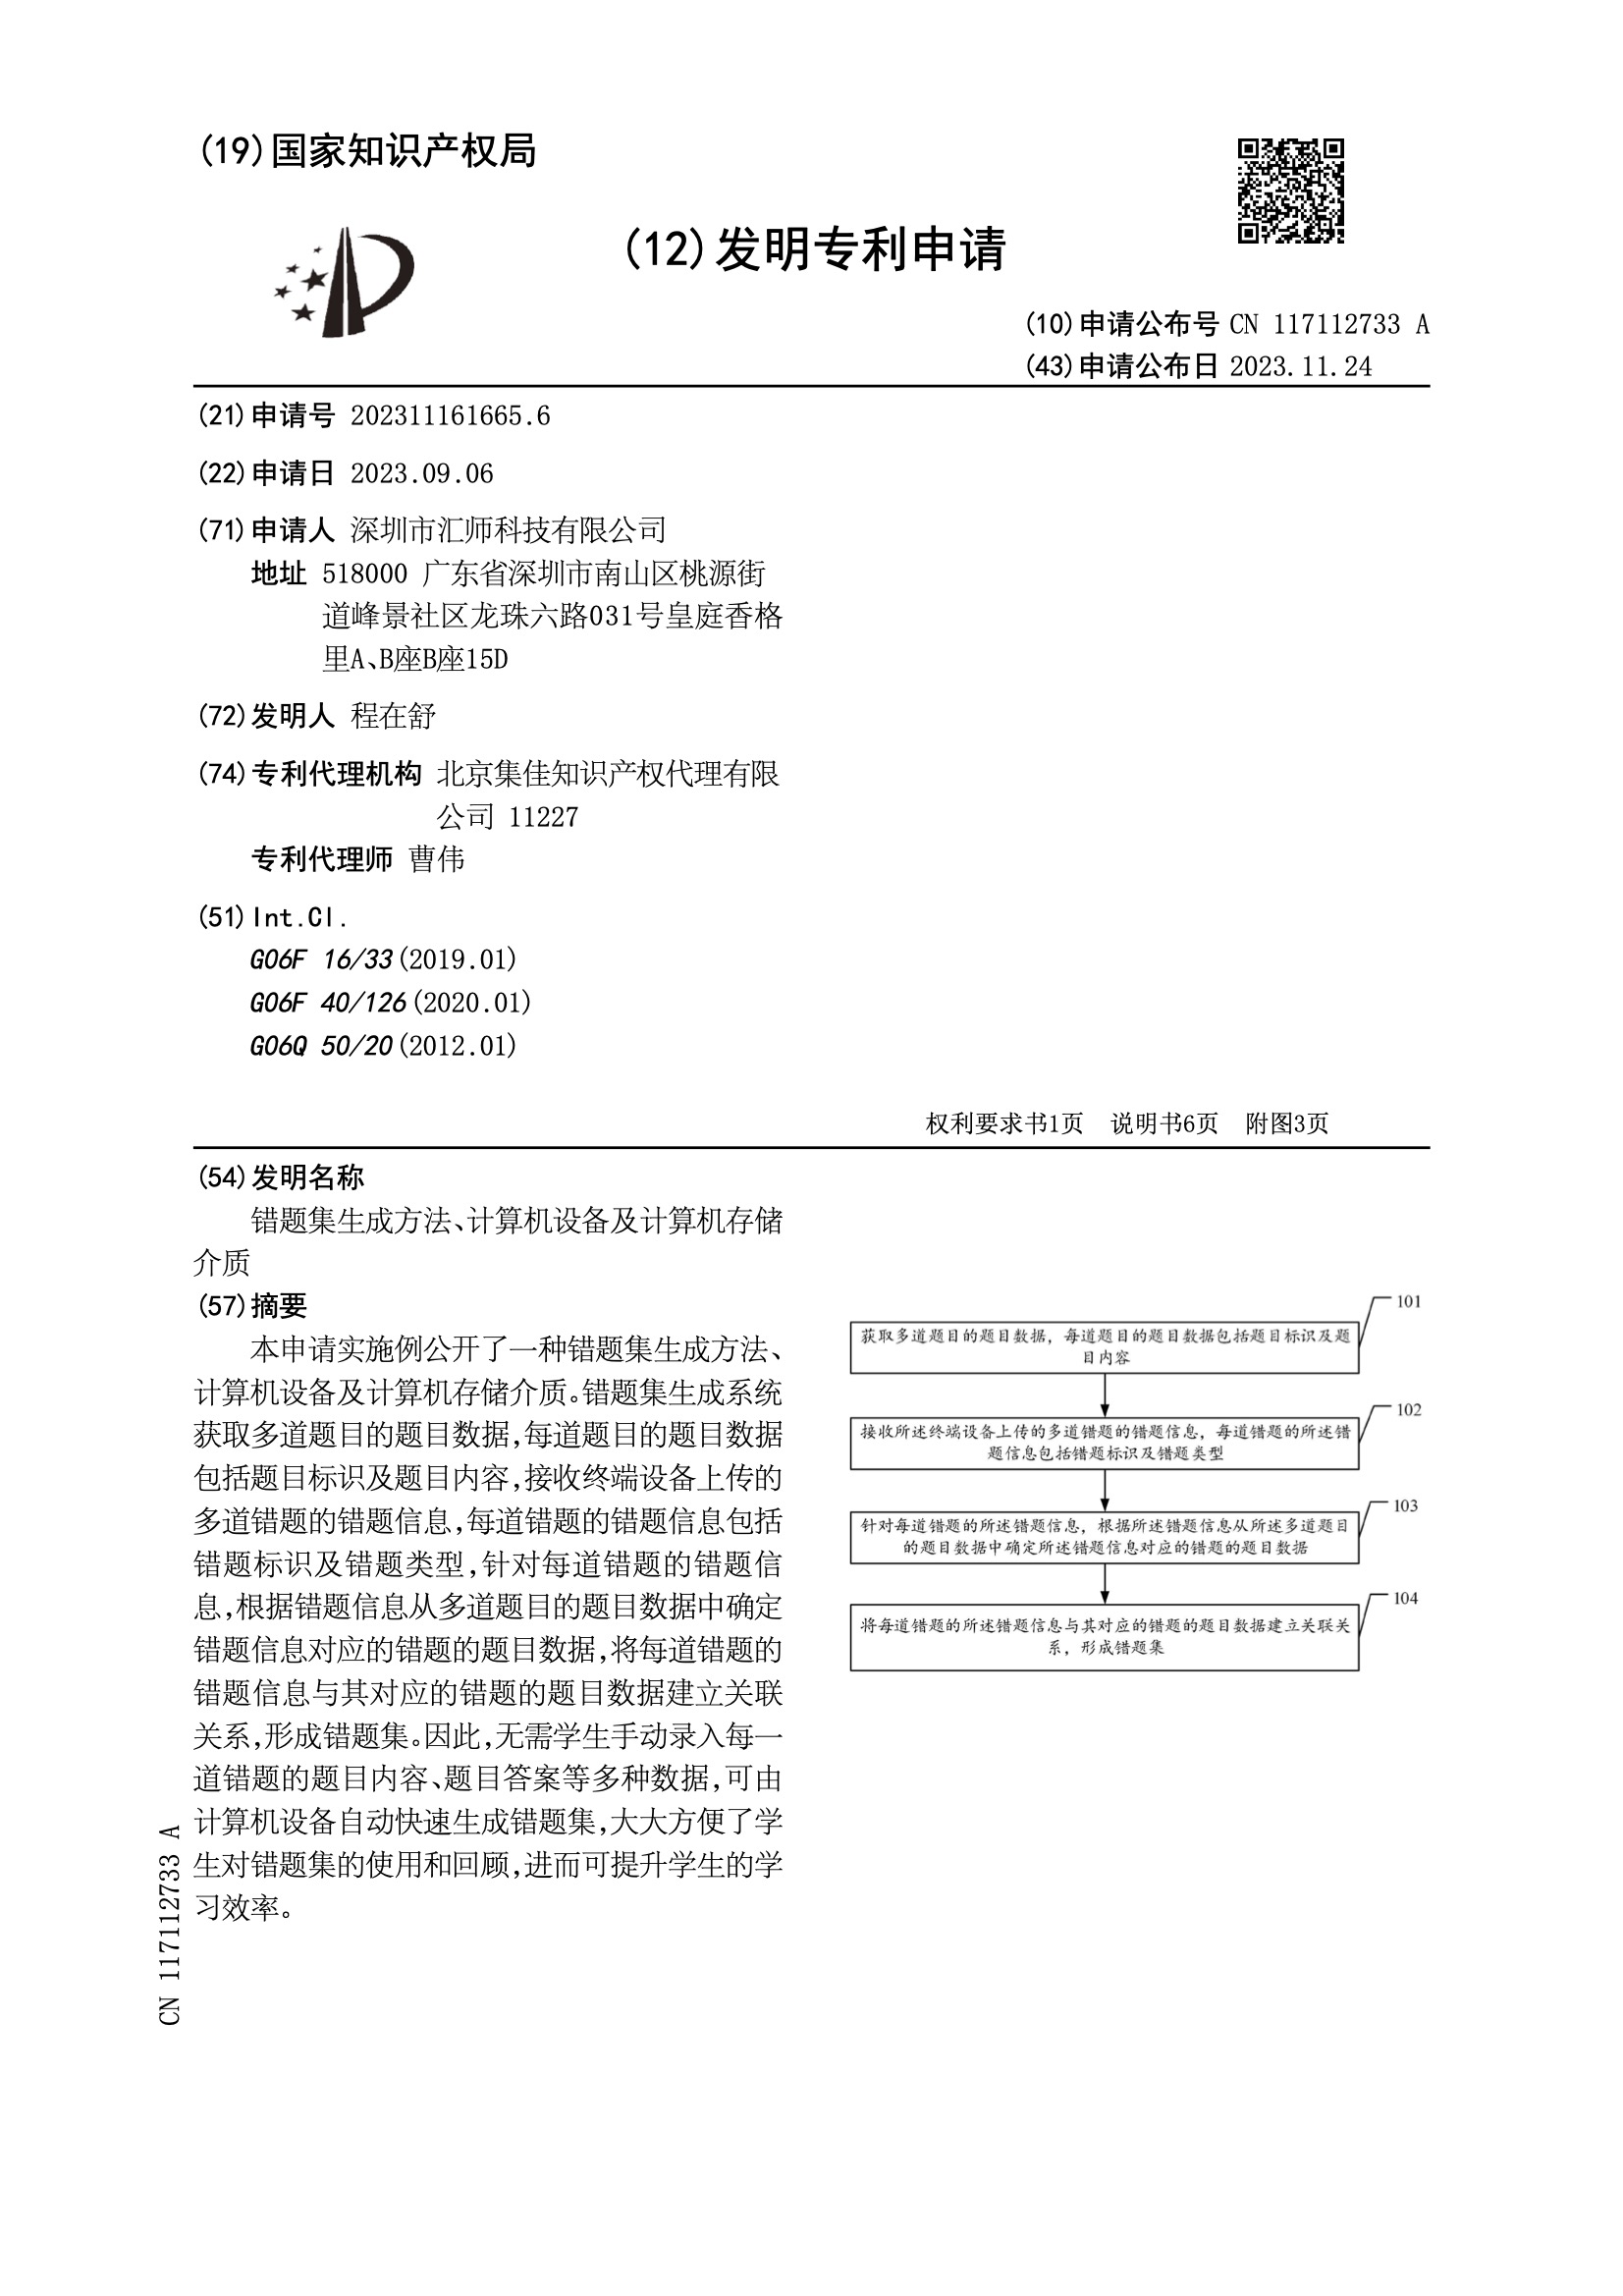 (19)国家知识产权局
(12)发明专利申请
(10)申请公布号 CN 117112733 A
(43)申请公布日 2023.11.24
(21)申请号 202311161665.6
(22)申请日 2023.09.06
(71)申请人 深圳市汇师科技有限公司
地址 518000 广东省深圳市南山区桃源街
道峰景社区龙珠六路031号皇庭香格
里A、B座B座15D
(72)发明人 程在舒
(74)专利代理机构 北京集佳知识产权代理有限
公司 11227
专利代理师 曹伟
(51)Int.Cl.
G06F 16/33(2019.01)
G06F 40/126(2020.01)
G06Q 50/20(2012.01)
权利要求书1页 说明书6页 附图3页
(54)发明名称
错题集生成方法、计算机设备及计算机存储
介质
(57)摘要
本申请实施例公开了一种错题集生成方法、
计算机设备及计算机存储介质。错题集生成系统
获取多道题目的题目数据,每道题目的题目数据
包括题目标识及题目内容,接收终端设备上传的
多道错题的错题信息,每道错题的错题信息包括
错题标识及错题类型,针对每道错题的错题信
息,根据错题信息从多道题目的题目数据中确定
错题信息对应的错题的题目数据,将每道错题的
错题信息与其对应的错题的题目数据建立关联
关系,形成错题集。因此,无需学生手动录入每一
道错题的题目内容、题目答案等多种数据,可由
计算机设备自动快速生成错题集,大大方便了学
生对错题集的使用和回顾,进而可提升学生的学
习效率。
101
获取多道题目的题目数据，每道题目的题目数据包括题目标识及题
目内容
102
接收所述终端设备上传的多道错题的错题信息，每道错题的所述错
题信息包括错题标识及错题类型
103
针对每道错题的所述错题信息，根据所述错题信息从所述多道题目
的题目数据中确定所述错题信息对应的错题的题目数据
104
将每道错题的所述错题信息与其对应的错题的题目数据建立关联关
系，形成错题集
CN 117112733 A